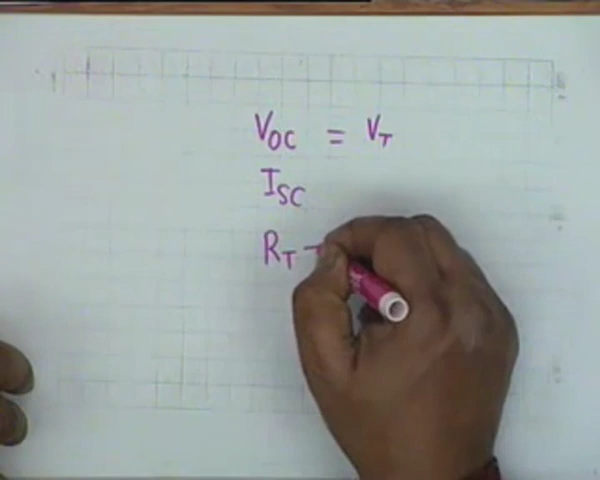 VOC = VT
ISC
RT -